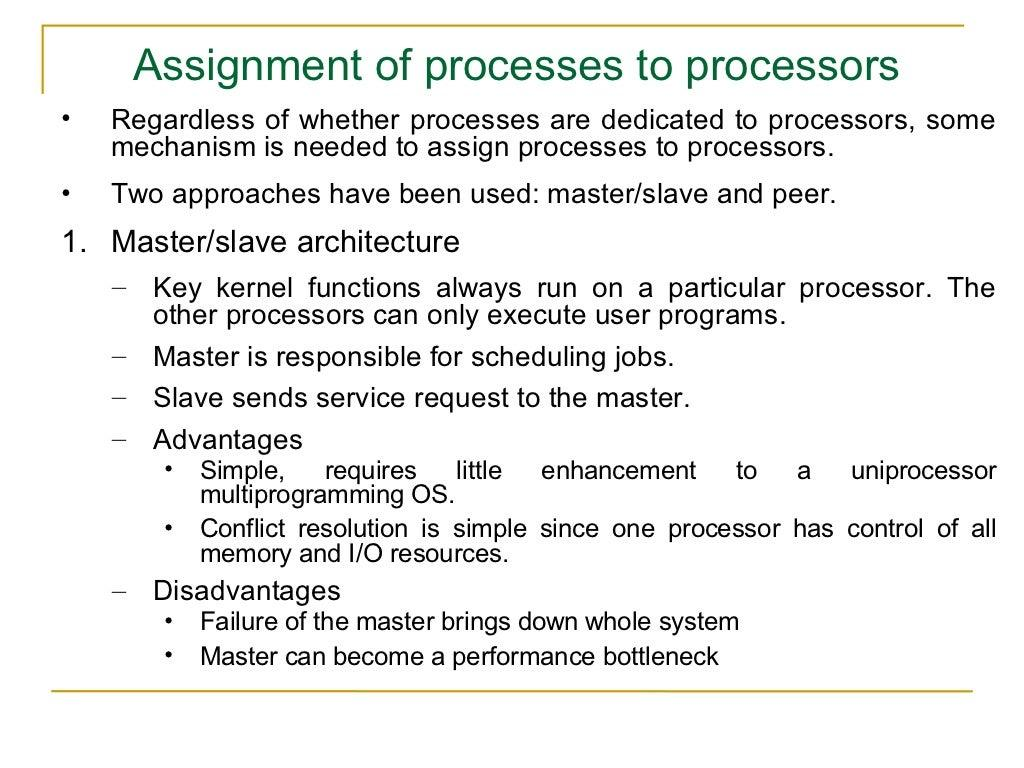 Assignment of processes to processors
• Regardless of whether processes are dedicated to processors, some
mechanism is needed to assign processes to processors.
• Two approaches have been used: master/slave and peer.
1. Master/slave architecture
– Key kernel functions always run on a particular processor. The
other processors can only execute user programs.
– Master is responsible for scheduling jobs.
– Slave sends service request to the master.
– Advantages
• Simple, requires little enhancement to a uniprocessor
multiprogramming OS.
• Conflict resolution is simple since one processor has control of all
memory and I/O resources.
– Disadvantages
• Failure of the master brings down whole system
• Master can become a performance bottleneck